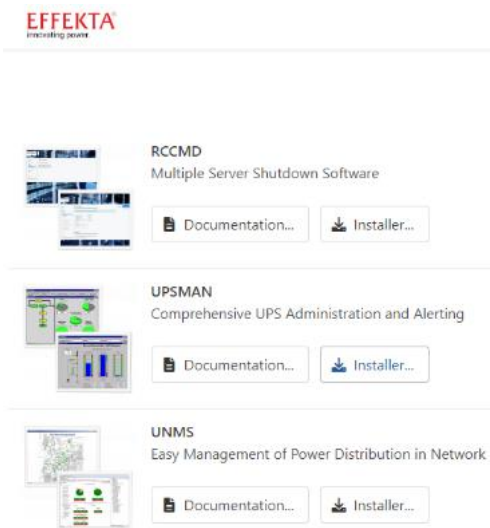 EFFEKTA®
innovating power
RCCMD
Multiple Server Shutdown Software
Documentation... Installer...
UPSMAN
Comprehensive UPS Administration and Alerting
Documentation... Installer...
UNMS
Easy Management of Power Distribution in Network
Documentation... Installer...